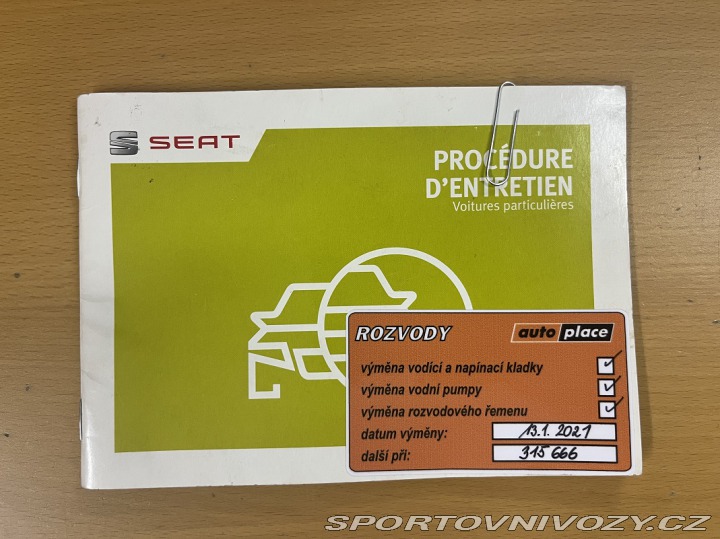 SEAT
PROCÉDURE
D'ENTRETIEN
Voitures particulières
ROZVODY
auto place
výměna vodící a napínací kladky
výměna vodní pumpy
výměna rozvodového řemenu
datum výměny: 13.1. 2021
další při: 315 666
SPORTOVNIVOZY.CZ